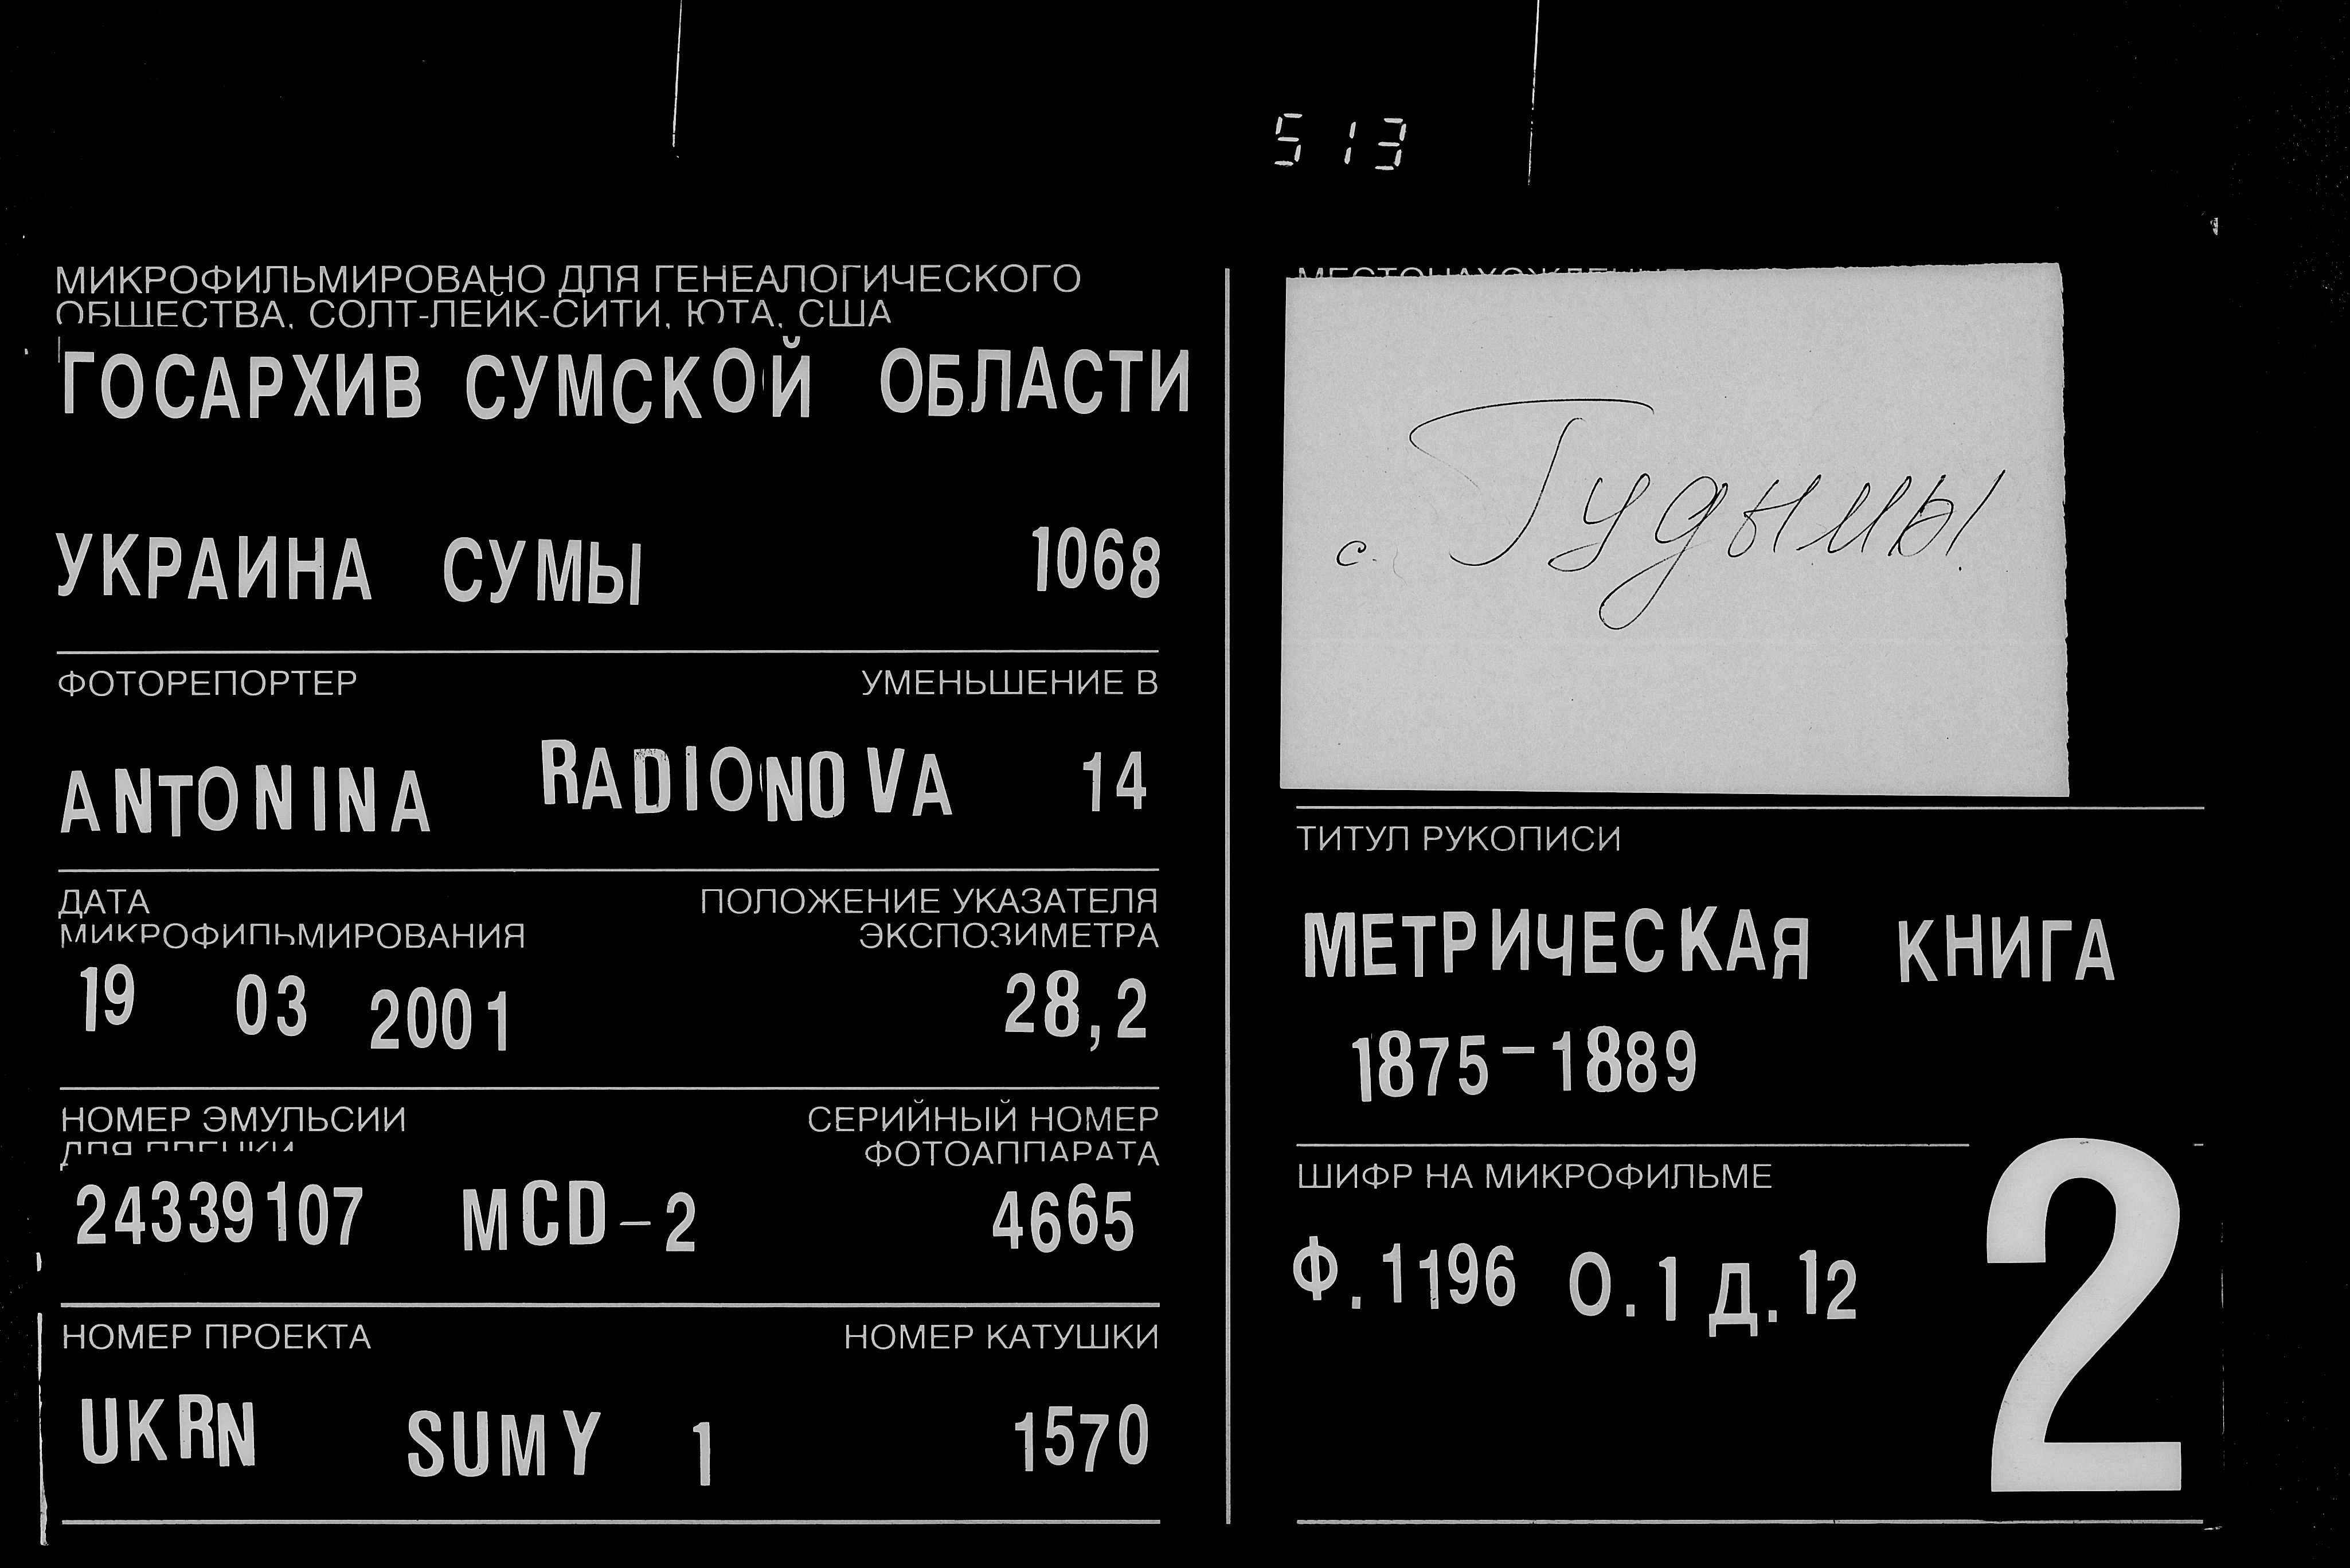 513
МИКРОФИЛЬМИРОВАНО ДЛЯ ГЕНЕАЛОГИЧЕСКОГО
ОБЩЕСТВА, СОЛТ-ЛЕЙК-СИТИ, ЮТА, США
ГОСАРХИВ СУМСКОЙ ОБЛАСТИ
УКРАИНА СУМЫ 1068
ФОТОРЕПОРТЕР УМЕНЬШЕНИЕ В
ANTONINA RADIONOVA 14
ДАТА ПОЛОЖЕНИЕ УКАЗАТЕЛЯ
МИКРОФИЛЬМИРОВАНИЯ ЭКСПОЗИМЕТРА
19 03 2001 28,2
НОМЕР ЭМУЛЬСИИ СЕРИЙНЫЙ НОМЕР
ДЛЯ ПЛЕНКИ ФОТОАППАРАТА
24339107 MCD-2 4665
НОМЕР ПРОЕКТА НОМЕР КАТУШКИ
UKRN SUMY 1 1570
МЕСТОНАХОЖДЕНИЕ
с. Гудымы.
ТИТУЛ РУКОПИСИ
МЕТРИЧЕСКАЯ КНИГА
1875-1889
ШИФР НА МИКРОФИЛЬМЕ
Ф.1196 О.1 Д.12
2